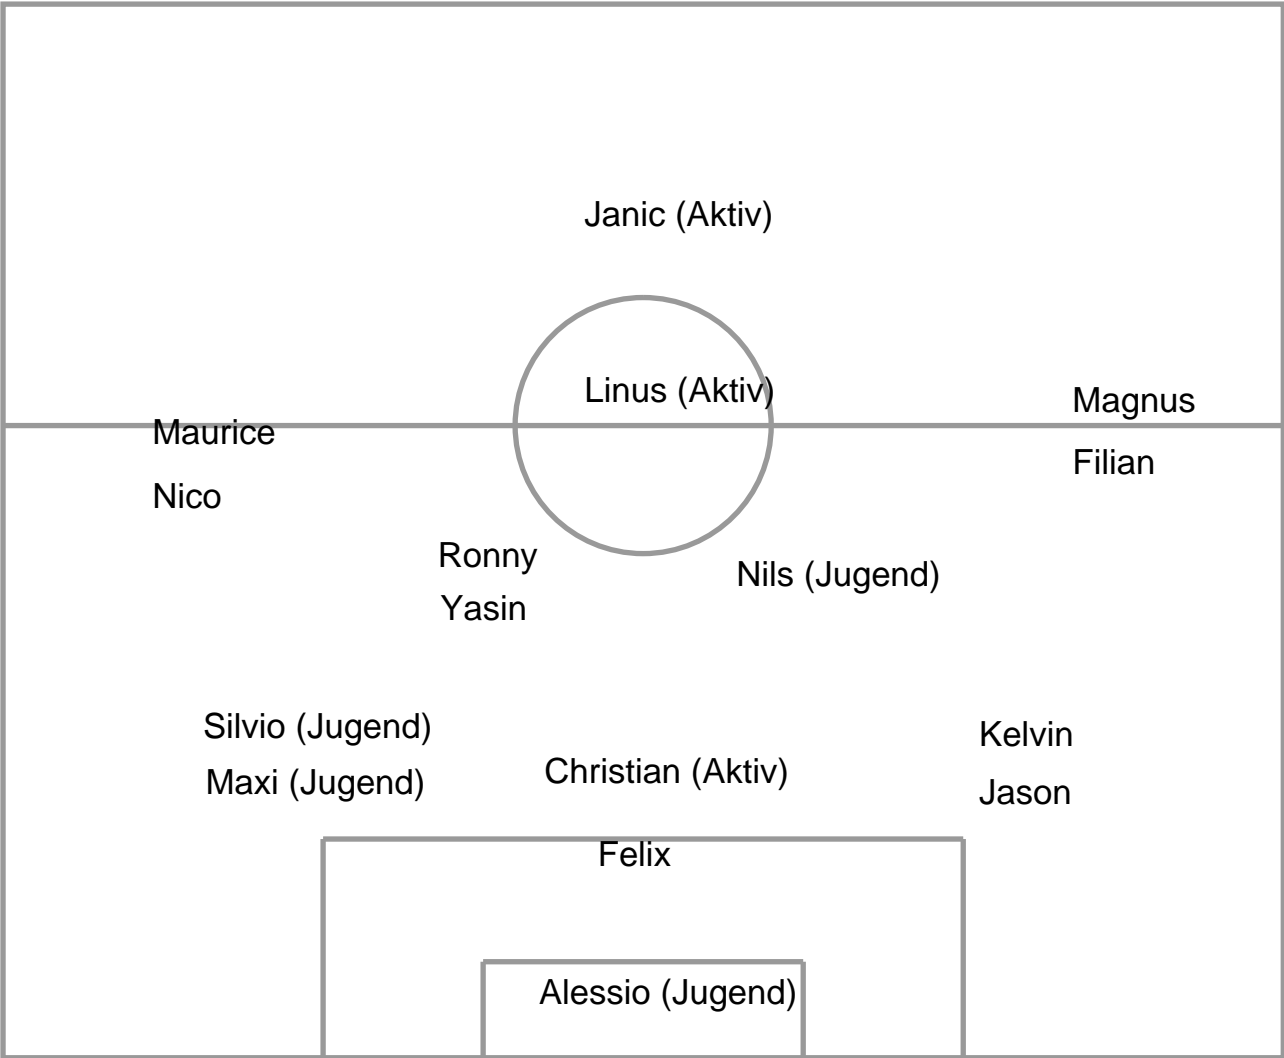 Janic (Aktiv)
Linus (Aktiv)
Magnus
Maurice
Filian
Nico
Ronny
Nils (Jugend)
Yasin
Silvio (Jugend)
Kelvin
Christian (Aktiv)
Maxi (Jugend)
Jason
Felix
Alessio (Jugend)